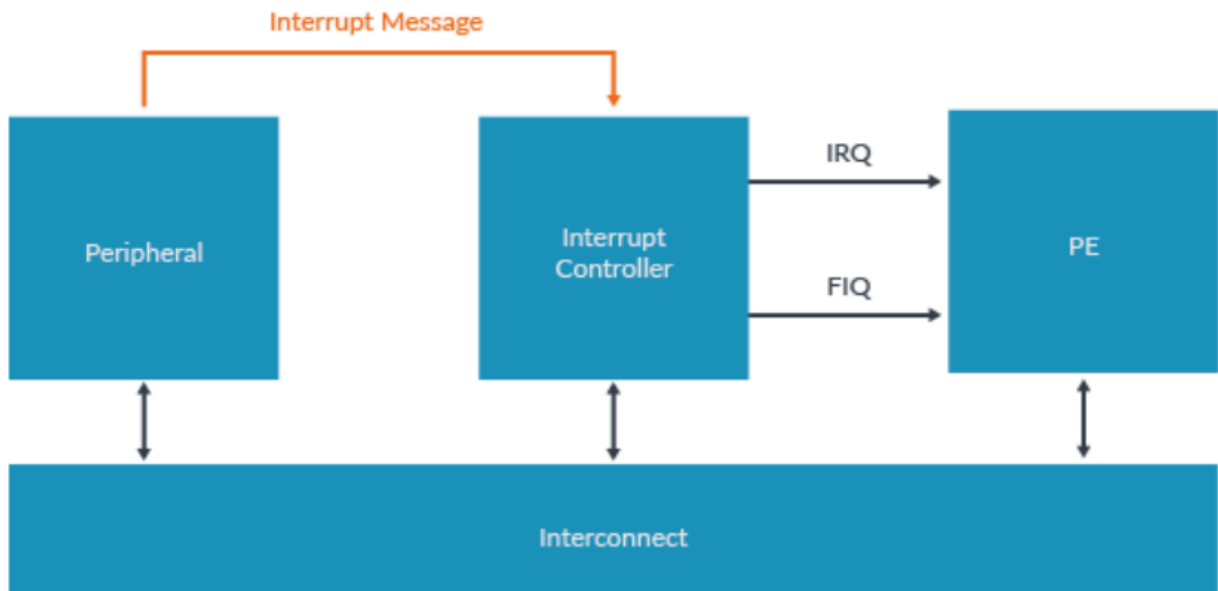 Interrupt Message
IRQ
Peripheral
Interrupt
Controller
PE
FIQ
Interconnect